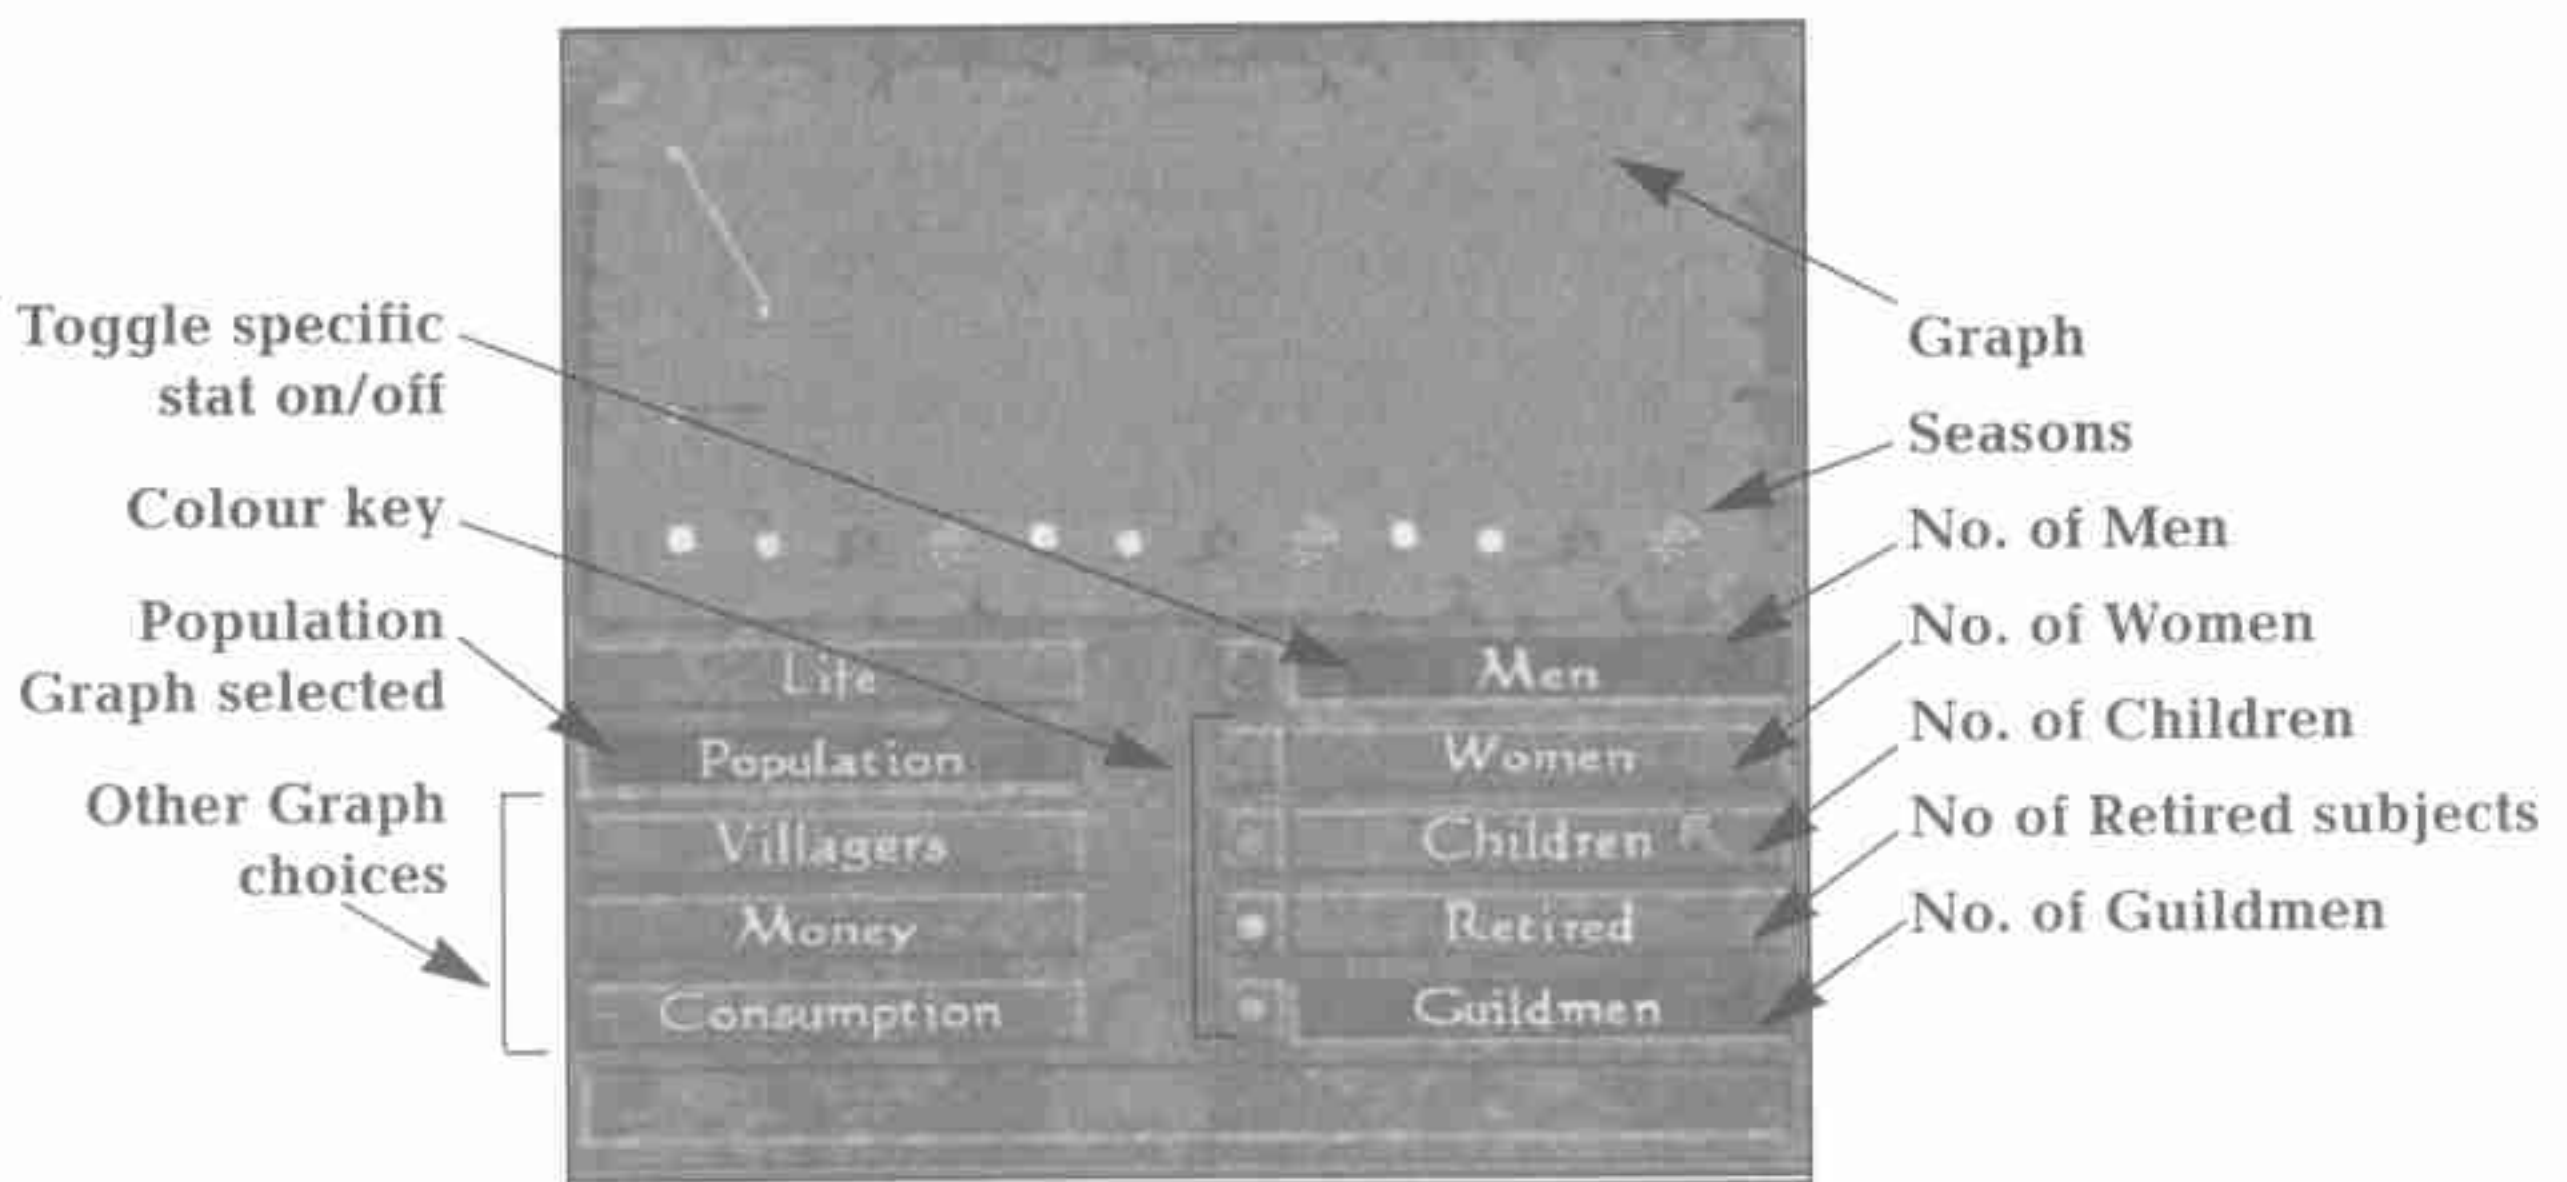 Toggle specific
stat on/off
Colour key
Population
Graph selected
Other Graph
choices
Life
Population
Villagers
Money
Consumption
Men
Women
Children
Retired
Guildmen
Graph
Seasons
No. of Men
No. of Women
No. of Children
No of Retired subjects
No. of Guildmen